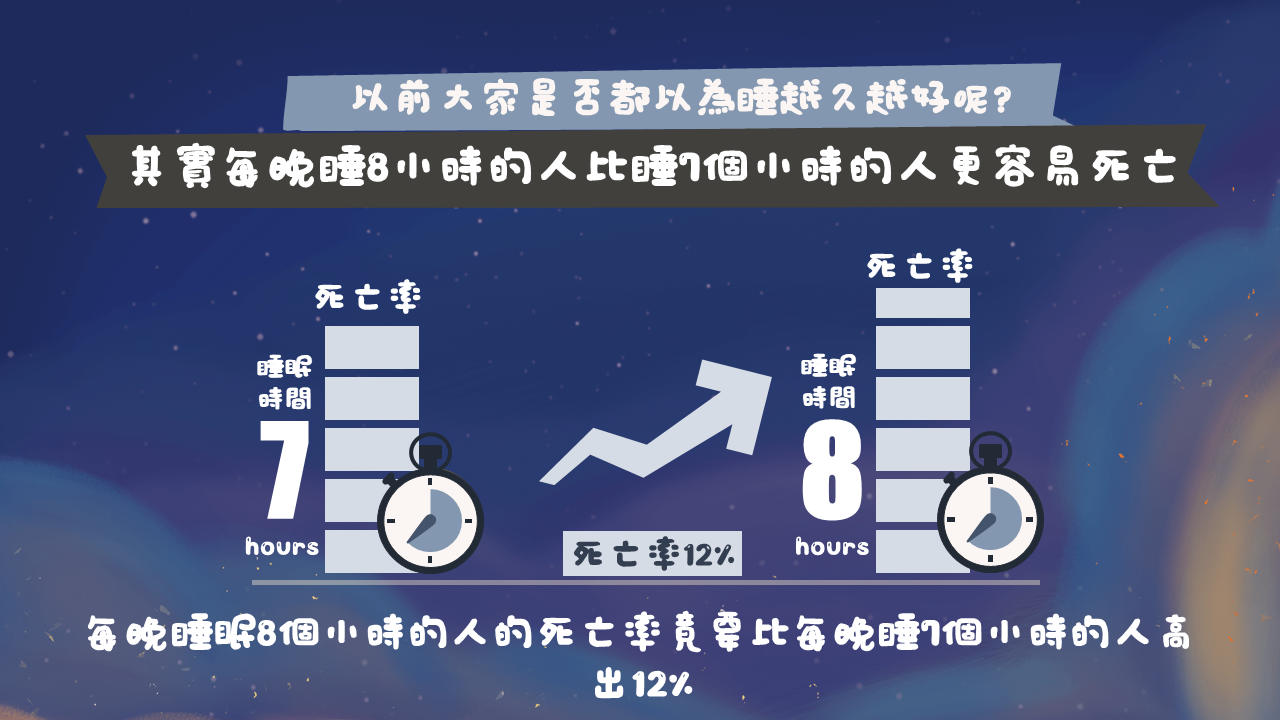 以前大家是否都以為睡越久越好呢?
其實每晚睡8小時的人比睡7個小時的人更容易死亡
死亡率
睡眠
時間
7
hours
死亡率12%
死亡率
睡眠
時間
8
hours
每晚睡眠8個小時的人的死亡率竟要比每晚睡7個小時的人高
出12%